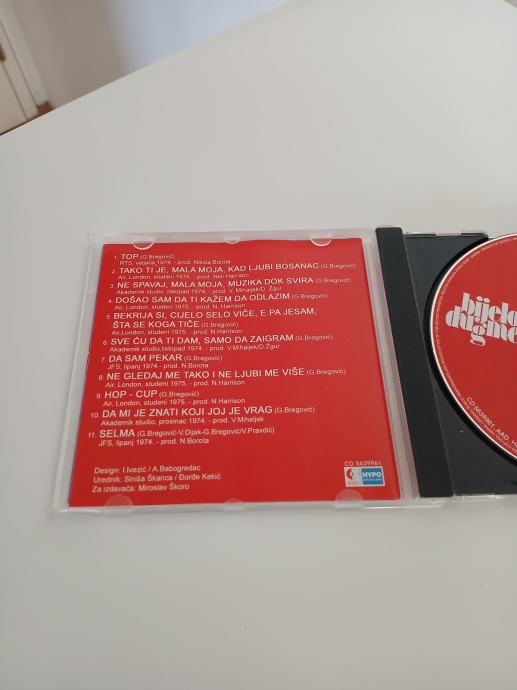 1. TOP (G.Bregović)
RTS, veljača 1974. - prod. Nikola Borota
2. TAKO TI JE, MALA MOJA, KAD LJUBI BOSANAC (G.Bregović)
Air, London, studeni 1975. - prod. Neil Harrison
3. NE SPAVAJ, MALA MOJA, MUZIKA DOK SVIRA (G.Bregović)
Akademik studio, listopad 1974. - prod. V. Mihaljek/D. Žgur
4. DOŠAO SAM DA TI KAŽEM DA ODLAZIM (G.Bregović)
Air, London, studeni 1975. - prod. N. Harrison
5. BEKRIJA SI, CIJELO SELO VIČE, E PA JESAM,
ŠTA SE KOGA TIČE (G.Bregović)
Air, London, studeni 1975. - prod. N.Harrison
6. SVE ĆU DA TI DAM, SAMO DA ZAIGRAM (G.Bregović)
Akademik studio,listopad 1974. - prod. V.Mihaljek/D.Žgur
7. DA SAM PEKAR (G.Bregović)
JFS, lipanj 1974 - prod. N.Borota
8. NE GLEDAJ ME TAKO I NE LJUBI ME VIŠE (G.Bregović)
Air, London, studeni 1975. - prod. N.Harrison
9. HOP - CUP (G.Bregović)
Air, London, studeni 1975. - prod. N.Harrison
10. DA MI JE ZNATI KOJI JOJ JE VRAG (G.Bregović)
Akademik studio, prosinac 1974. - prod. V.Mihaljek
11. SELMA (G.Bregović-V.Dijak-G.Bregović/V.Pravdić)
JFS, lipanj 1974. - prod. N.Borota
Design: I.Ivezić / A.Babogredac
Urednik: Siniša Škarica / Đorđe Kekić
Za izdavača: Miroslav Škoro
CD 5639961
HYPO
bijelo
dugme
CD 5639961, AAD,